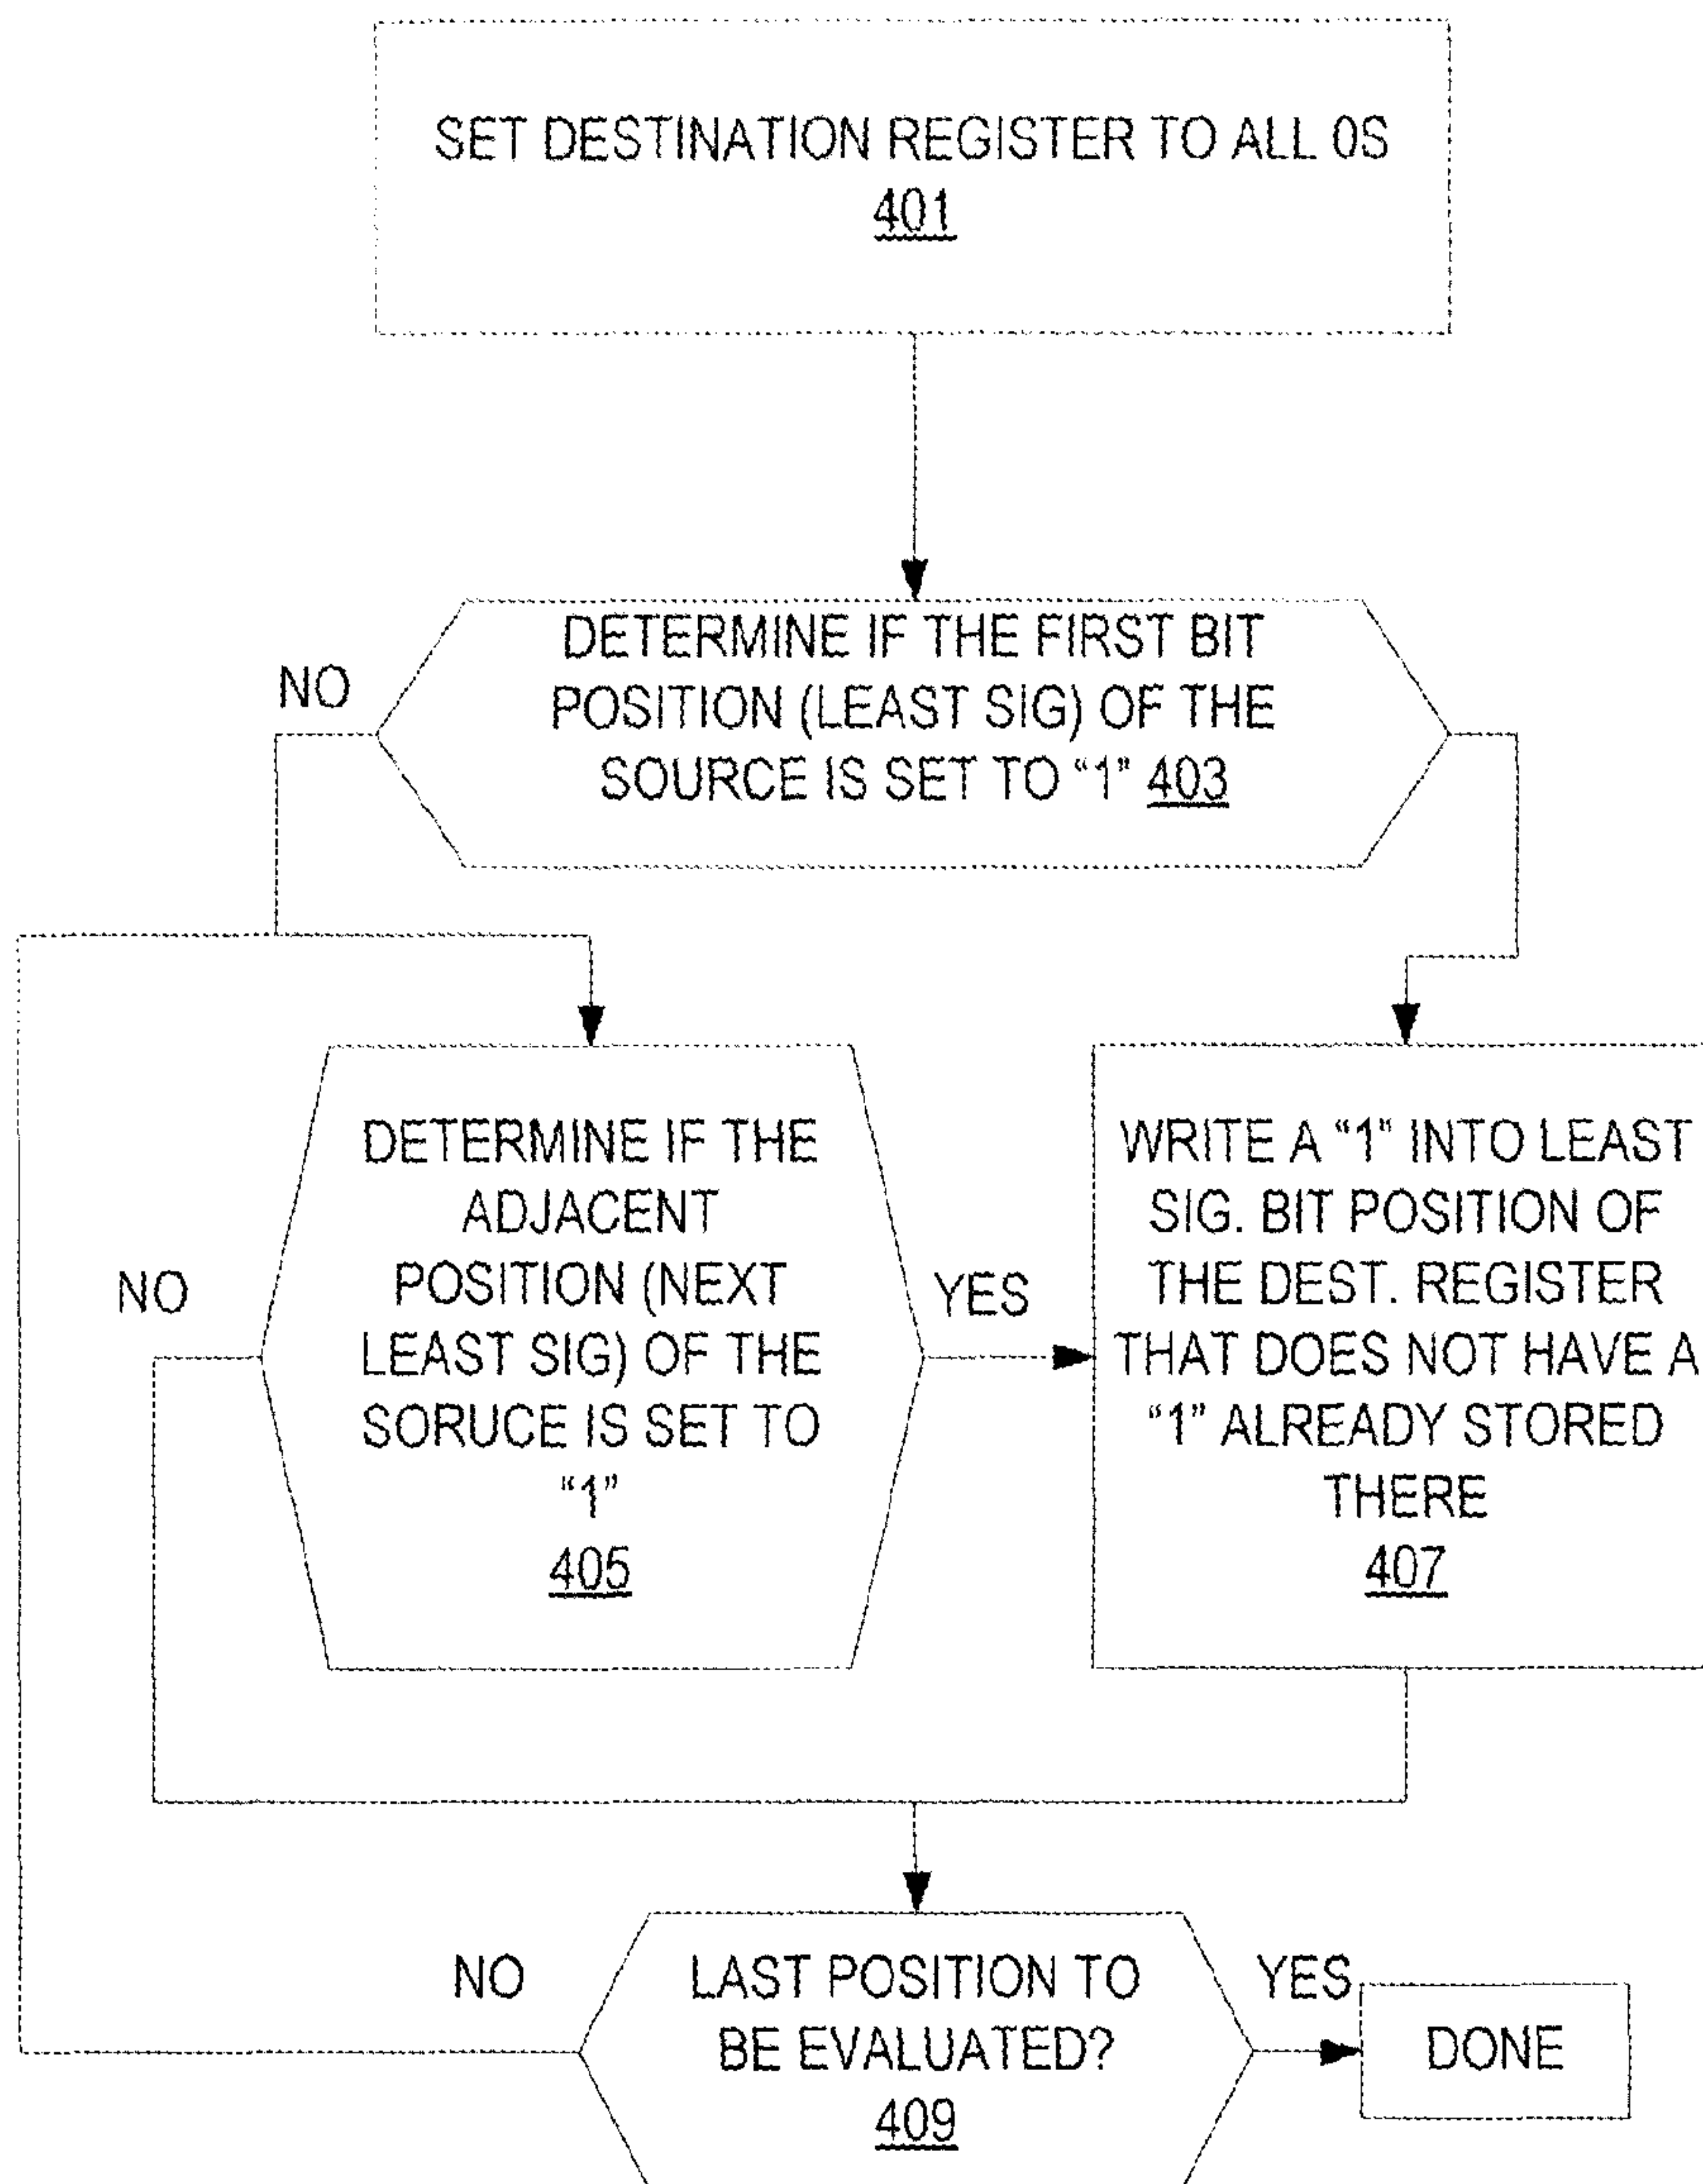 SET DESTINATION REGISTER TO ALL 0S
401
DETERMINE IF THE FIRST BIT
POSITION (LEAST SIG) OF THE
SOURCE IS SET TO “1” 403
NO
DETERMINE IF THE
ADJACENT
POSITION (NEXT
LEAST SIG) OF THE
SORUCE IS SET TO
“1”
405
NO
YES
WRITE A “1” INTO LEAST
SIG. BIT POSITION OF
THE DEST. REGISTER
THAT DOES NOT HAVE A
“1” ALREADY STORED
THERE
407
NO
LAST POSITION TO
BE EVALUATED?
409
YES
DONE